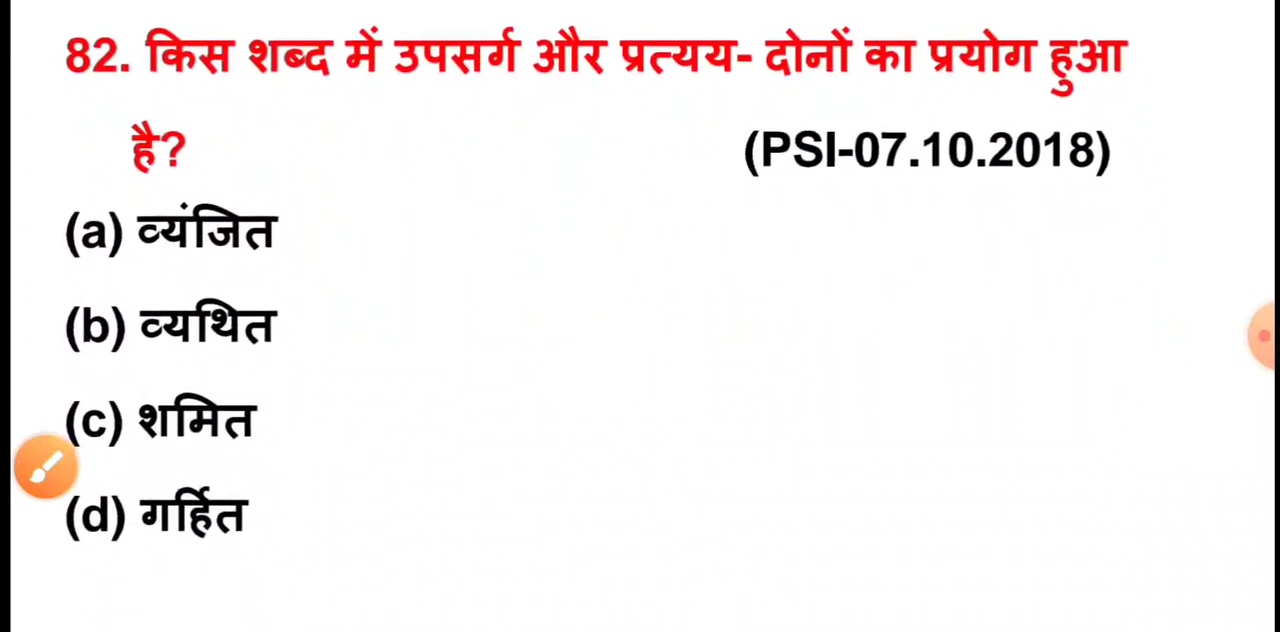 82. किस शब्द में उपसर्ग और प्रत्यय- दोनों का प्रयोग हुआ
है? (PSI-07.10.2018)
(a) व्यंजित
(b) व्यथित
(c) शमित
(d) गर्हित